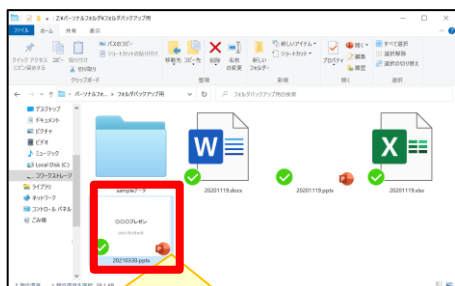 Z:¥パーソナルフォルダ¥フォルダバックアップ用
ファイル ホーム 共有 表示
クイック アクセスにピン留めする
コピー 貼り付け
パスのコピー
ショートカットの貼り付け
切り取り
移動先 コピー先 削除 名前の変更
新しいフォルダー
新しいアイテム
ショートカット
プロパティ
開く
編集
履歴
すべて選択
選択解除
選択の切り替え
クリップボード 整理 新規 開く 選択
パーソナルフォ... › フォルダバックアップ用
フォルダバックアップ用の検索
デスクトップ
ドキュメント
ピクチャ
ビデオ
ミュージック
Local Disk (C:)
ワークストレージ
ライブラリ
ネットワーク
コントロール パネル
ごみ箱
sampleデータ
20201119.docx
20201119.pptx
20201119.xlsx
〇〇〇プレゼン
20210330.pptx